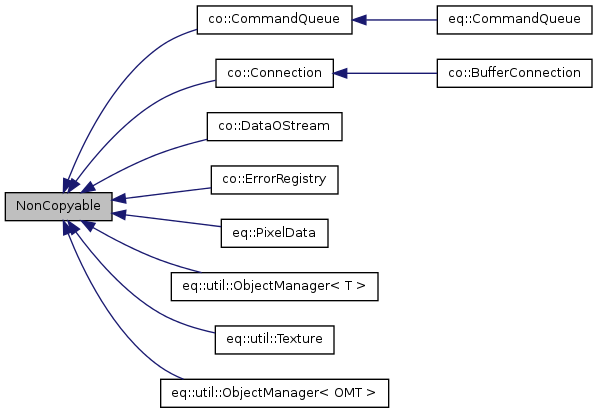 co::CommandQueue
eq::CommandQueue
co::Connection
co::BufferConnection
co::DataOStream
co::ErrorRegistry
NonCopyable
eq::PixelData
eq::util::ObjectManager< T >
eq::util::Texture
eq::util::ObjectManager< OMT >